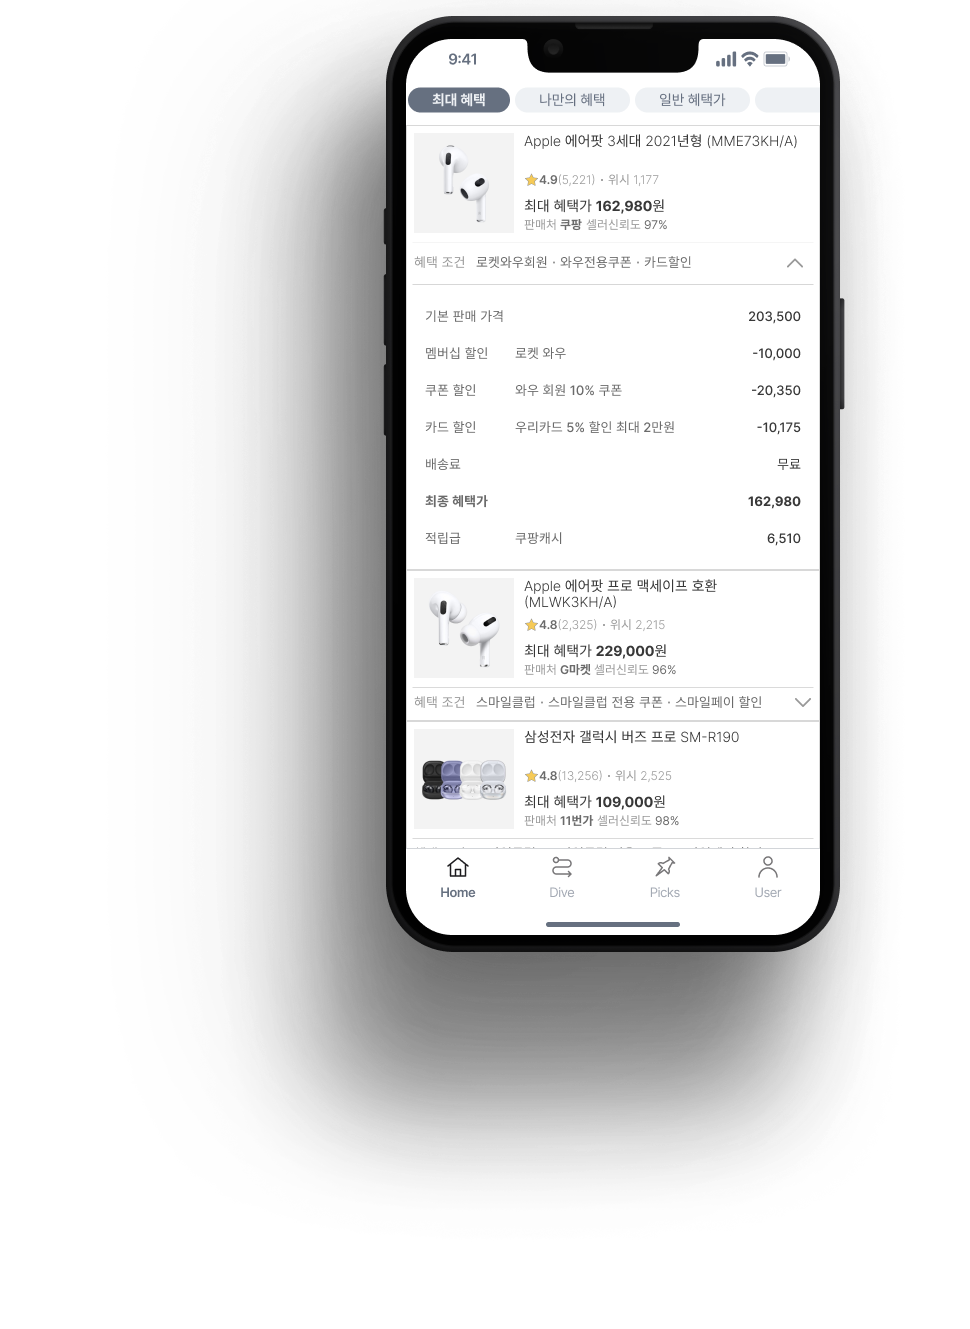 9:41
최대 혜택 나만의 혜택 일반 혜택가
Apple 에어팟 3세대 2021년형 (MME73KH/A)
4.9(5,221) • 위시 1,177
최대 혜택가 162,980원
판매처 쿠팡 셀러신뢰도 97%
혜택 조건 로켓와우회원 · 와우전용쿠폰 · 카드할인
기본 판매 가격 203,500
멤버십 할인 로켓 와우 -10,000
쿠폰 할인 와우 회원 10% 쿠폰 -20,350
카드 할인 우리카드 5% 할인 최대 2만원 -10,175
배송료 무료
최종 혜택가 162,980
적립급 쿠팡캐시 6,510
Apple 에어팟 프로 맥세이프 호환
(MLWK3KH/A)
4.8(2,325) • 위시 2,215
최대 혜택가 229,000원
판매처 G마켓 셀러신뢰도 96%
혜택 조건 스마일클럽 · 스마일클럽 전용 쿠폰 · 스마일페이 할인
삼성전자 갤럭시 버즈 프로 SM-R190
4.8(13,256) • 위시 2,525
최대 혜택가 109,000원
판매처 11번가 셀러신뢰도 98%
Home Dive Picks User